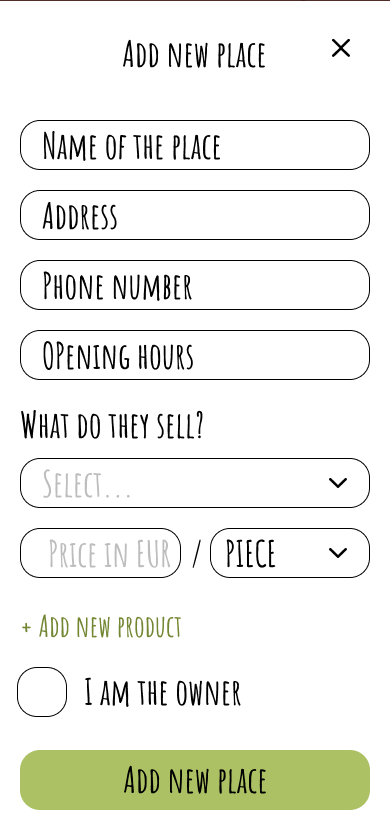 Add new place
Name of the place
Address
Phone number
OPening hours
What do they sell?
Select...
Price in EUR / PIECE
+ Add new product
I am the owner
Add new place